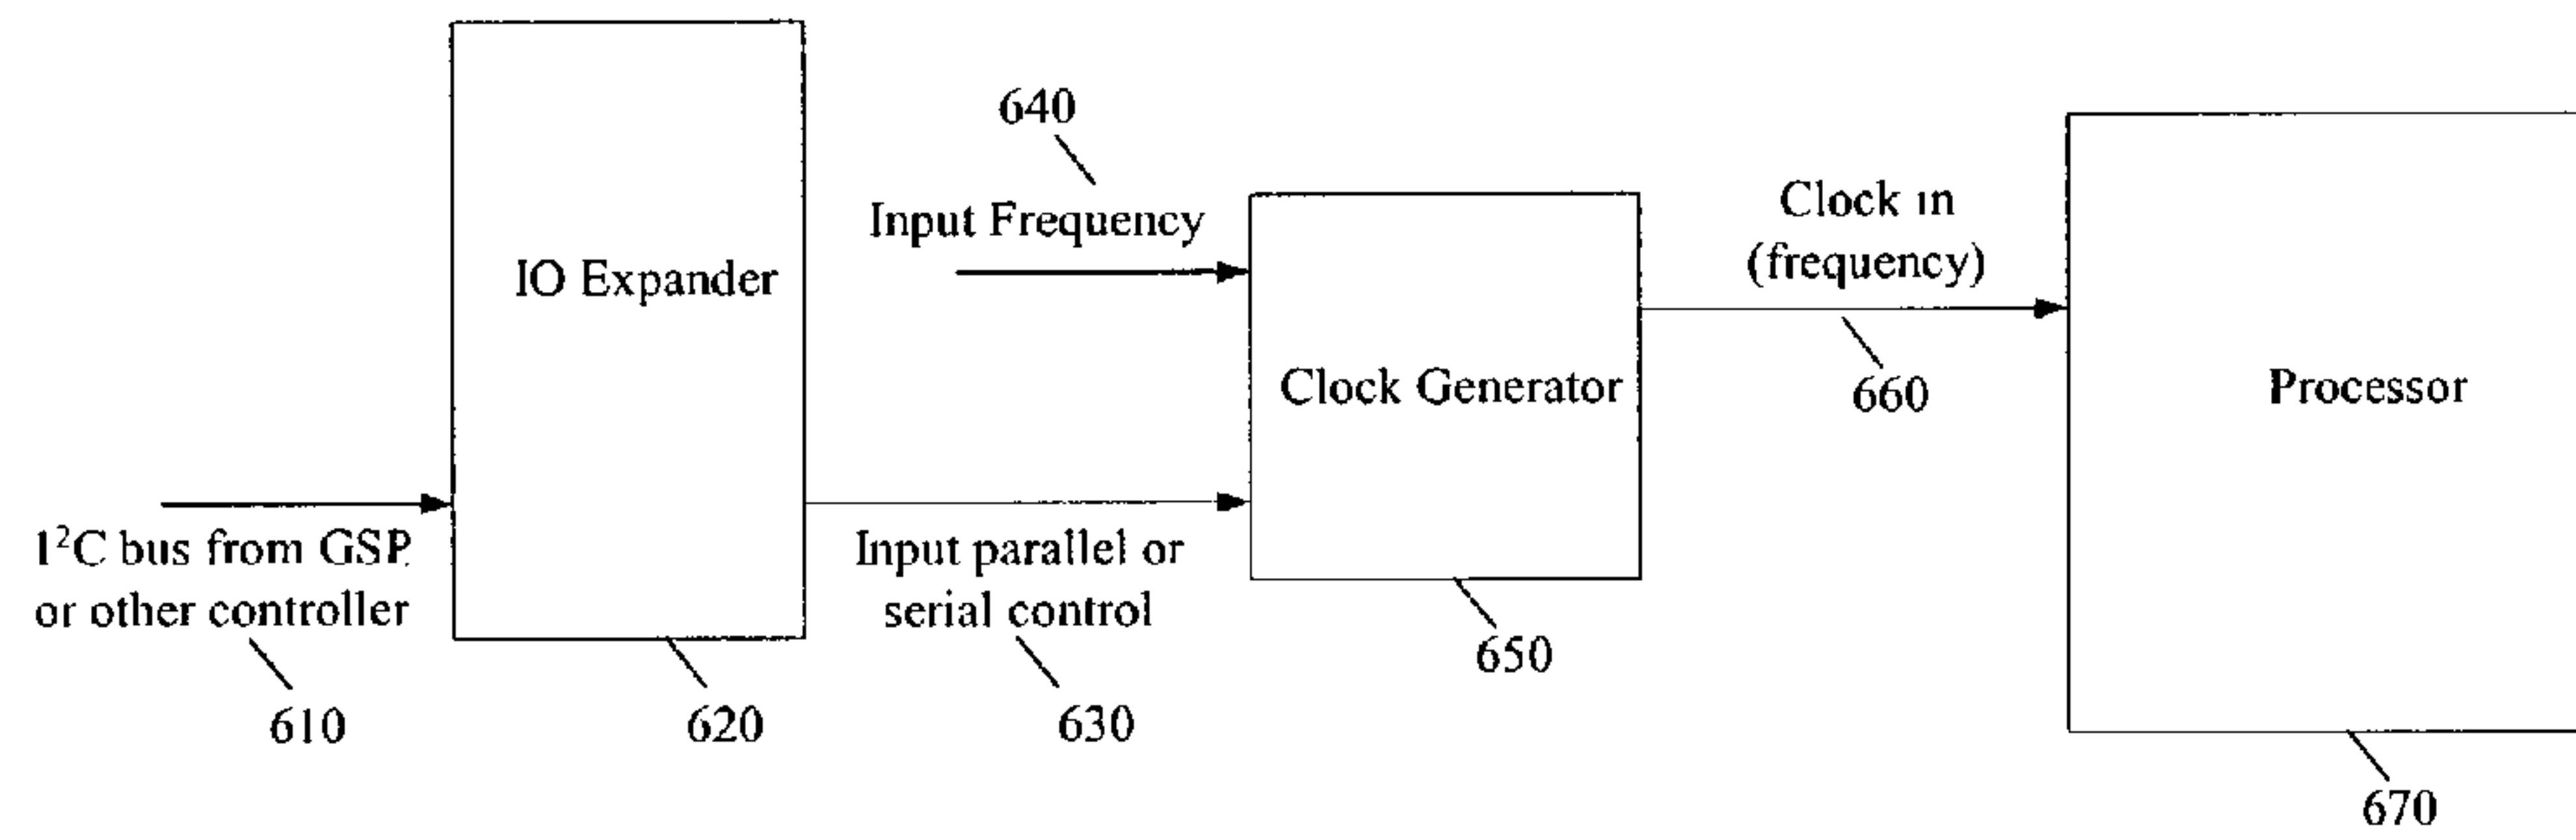 640
Input Frequency
Clock in
(frequency)
IO Expander
Clock Generator
660
Processor
I²C bus from GSP
or other controller
Input parallel or
serial control
650
610
620
630
670